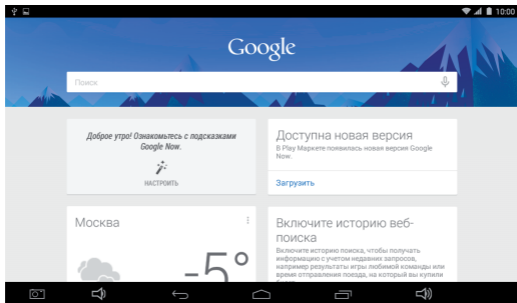 10:00
Google
Поиск
Доброе утро! Ознакомьтесь с подсказками
Google Now.
НАСТРОИТЬ
Доступна новая версия
В Play Маркете появилась новая версия Google
Now.
Загрузить
Москва
-5°
Включите историю веб-
поиска
Включите историю поиска, чтобы получать
информацию с учетом недавних запросов,
например результаты игры любимой команды или
время отправления поезда, на который вы купили